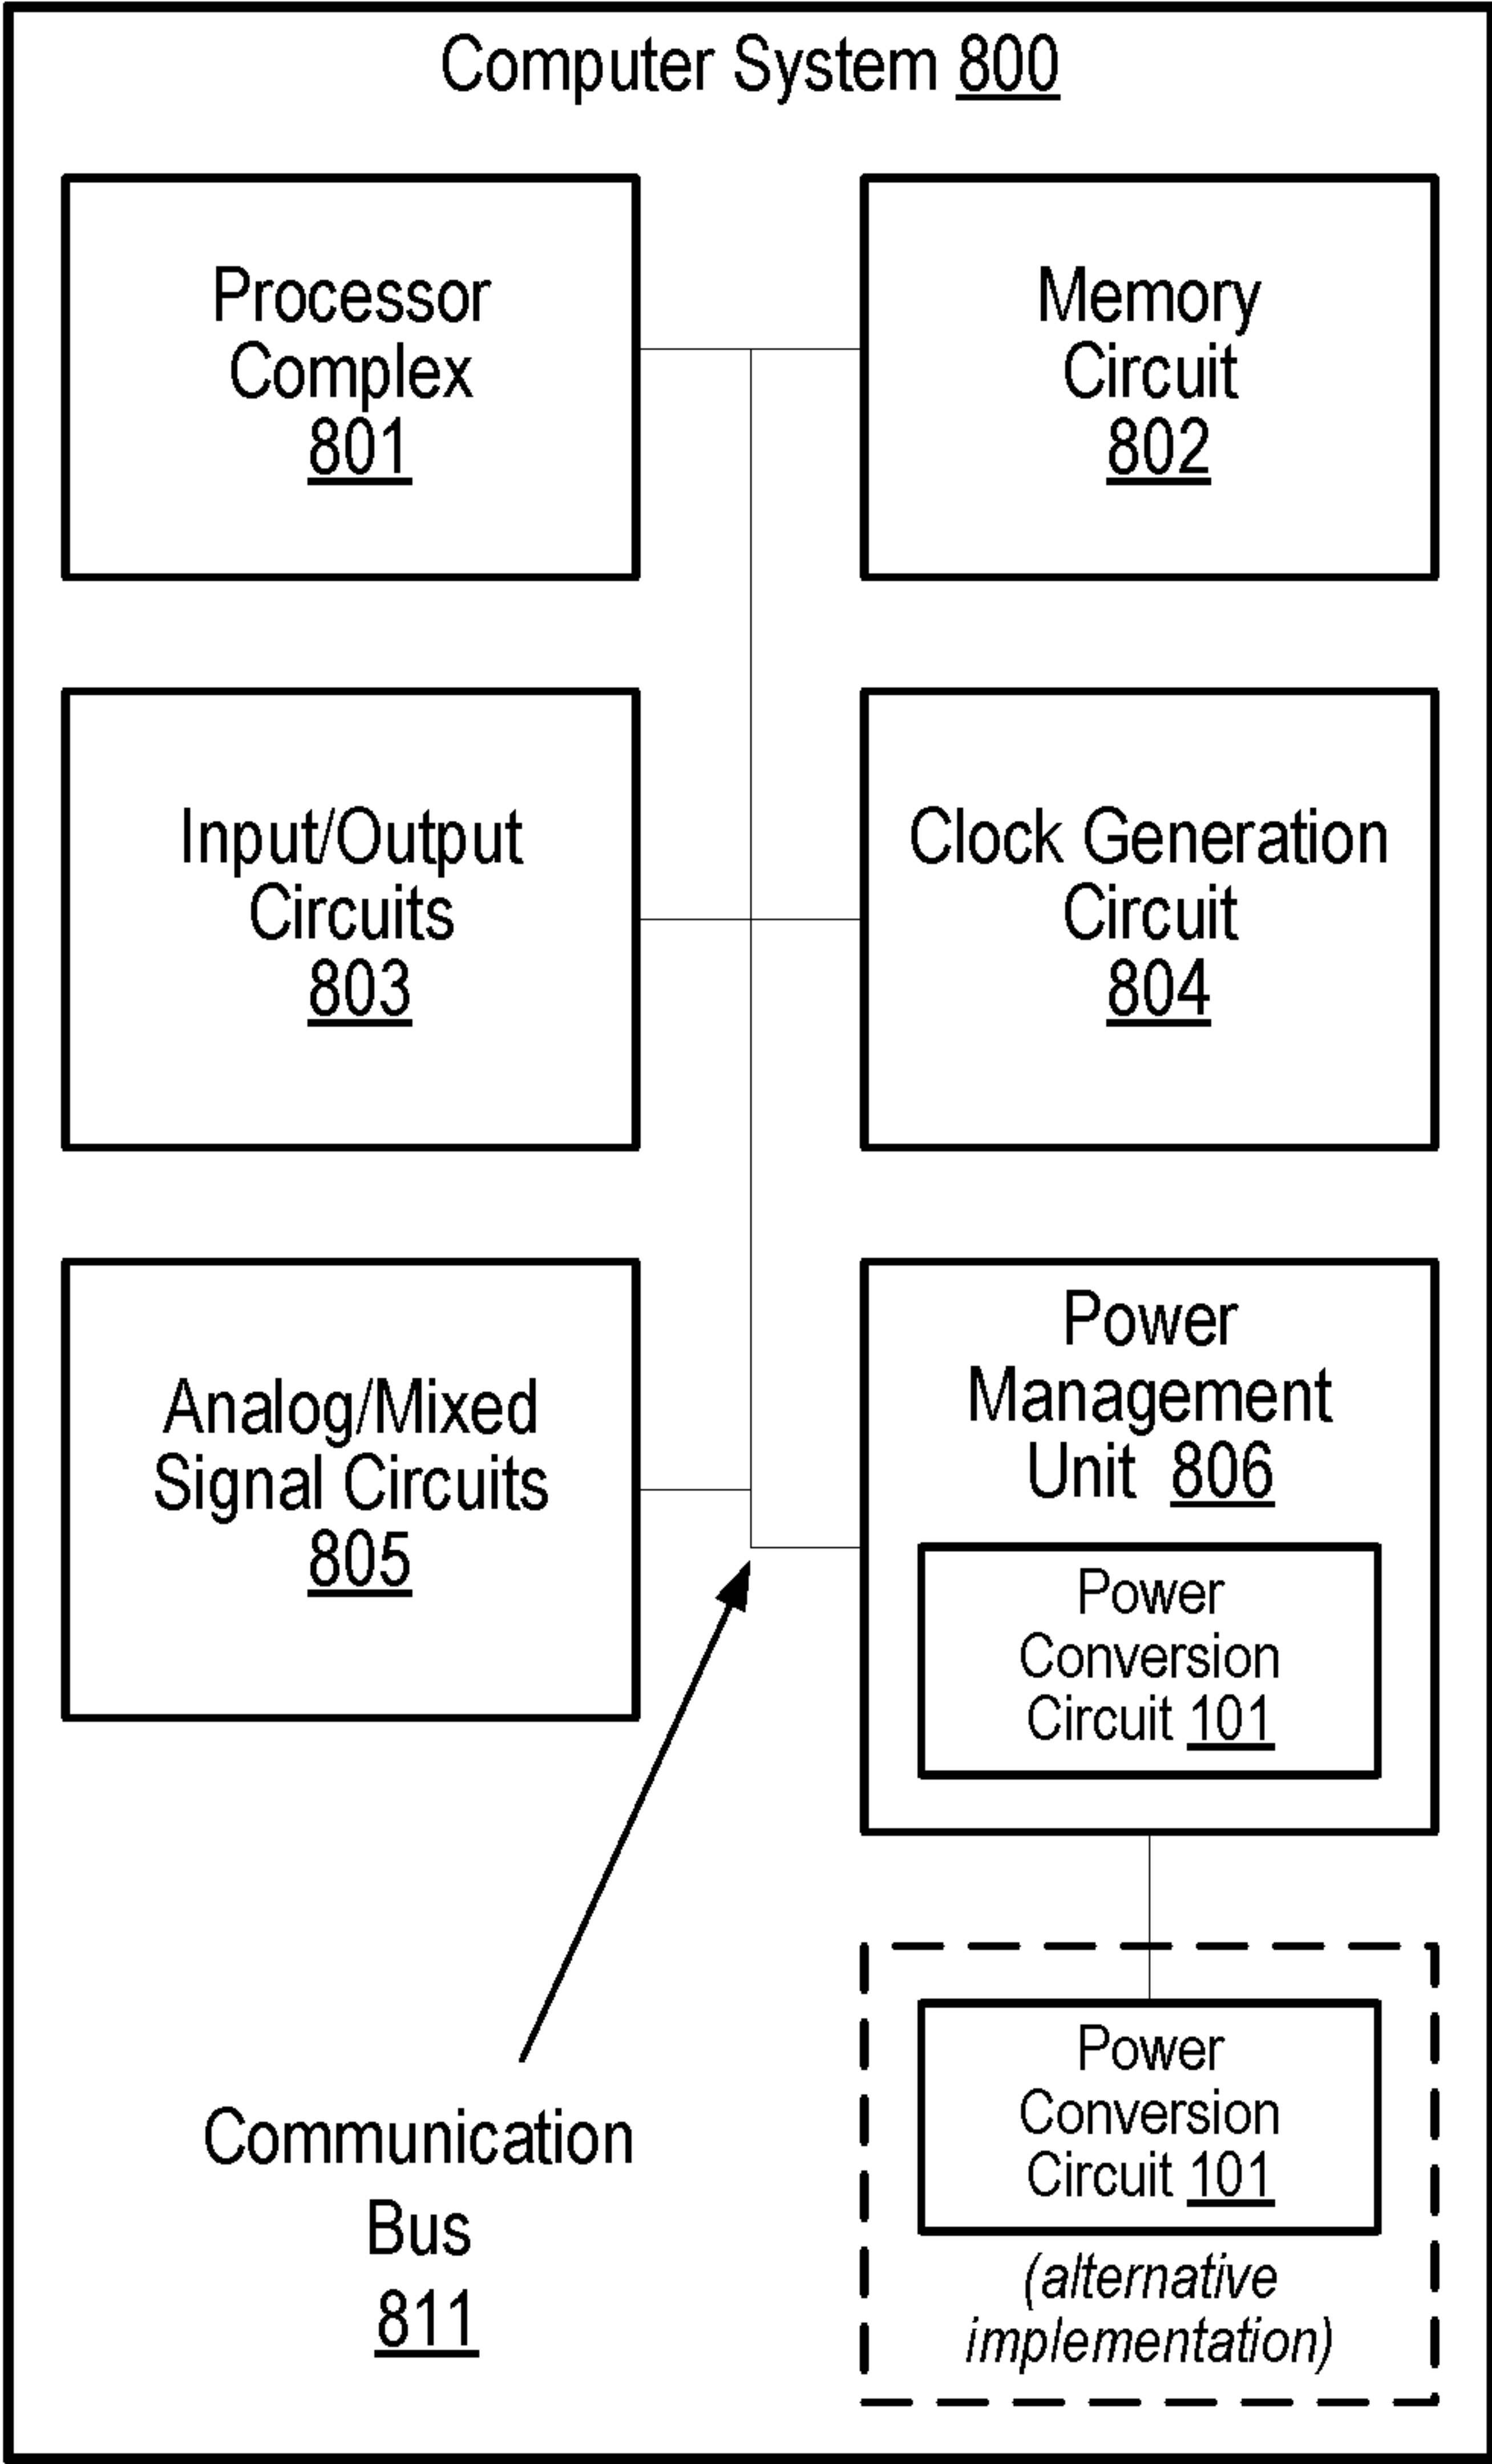 Computer System 800
Processor
Complex
801
Memory
Circuit
802
Input/Output
Circuits
803
Clock Generation
Circuit
804
Analog/Mixed
Signal Circuits
805
Power
Management
Unit 806
Power
Conversion
Circuit 101
Communication
Bus
811
Power
Conversion
Circuit 101
(alternative
implementation)